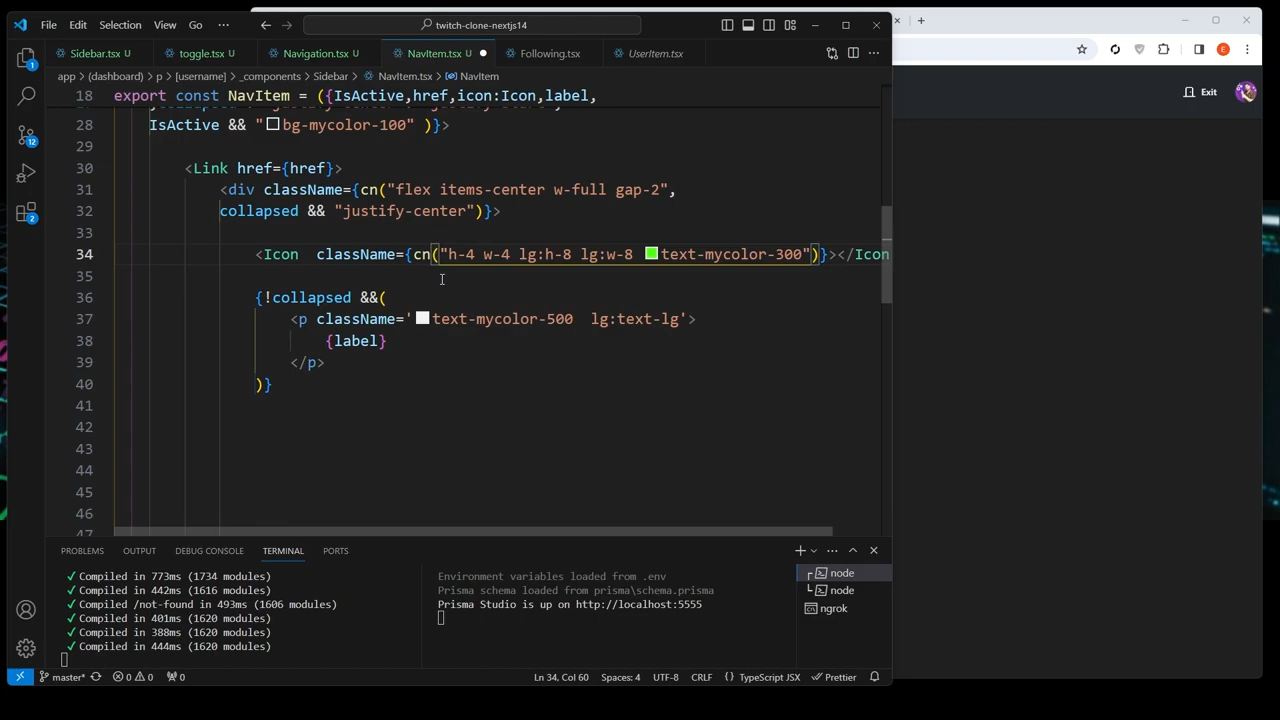 File Edit Selection View Go ··· twitch-clone-nextjs14
Sidebar.tsx U toggle.tsx U Navigation.tsx U NavItem.tsx U Following.tsx UserItem.tsx
app > (dashboard) > p > [username] > _components > Sidebar > NavItem.tsx > NavItem
18 export const NavItem = ({IsActive,href,icon:Icon,label,
28 IsActive && "bg-mycolor-100" )}>
29
30 <Link href={href}>
31 <div className={cn("flex items-center w-full gap-2",
32 collapsed && "justify-center")}>
33
34 <Icon className={cn("h-4 w-4 lg:h-8 lg:w-8 text-mycolor-300")}></Icon
35
36 {!collapsed &&(
37 <p className='text-mycolor-500 lg:text-lg'>
38 {label}
39 </p>
40 )}
41
42
43
44
45
46
47
PROBLEMS OUTPUT DEBUG CONSOLE TERMINAL PORTS
✓ Compiled in 773ms (1734 modules)
✓ Compiled in 442ms (1616 modules)
✓ Compiled /not-found in 493ms (1606 modules)
✓ Compiled in 401ms (1620 modules)
✓ Compiled in 388ms (1620 modules)
✓ Compiled in 444ms (1620 modules)
Environment variables loaded from .env
Prisma schema loaded from prisma\schema.prisma
Prisma Studio is up on http://localhost:5555
node
node
ngrok
1
12
2
master* 0 0 0 Ln 34, Col 60 Spaces: 4 UTF-8 CRLF {} TypeScript JSX Prettier
E
Exit